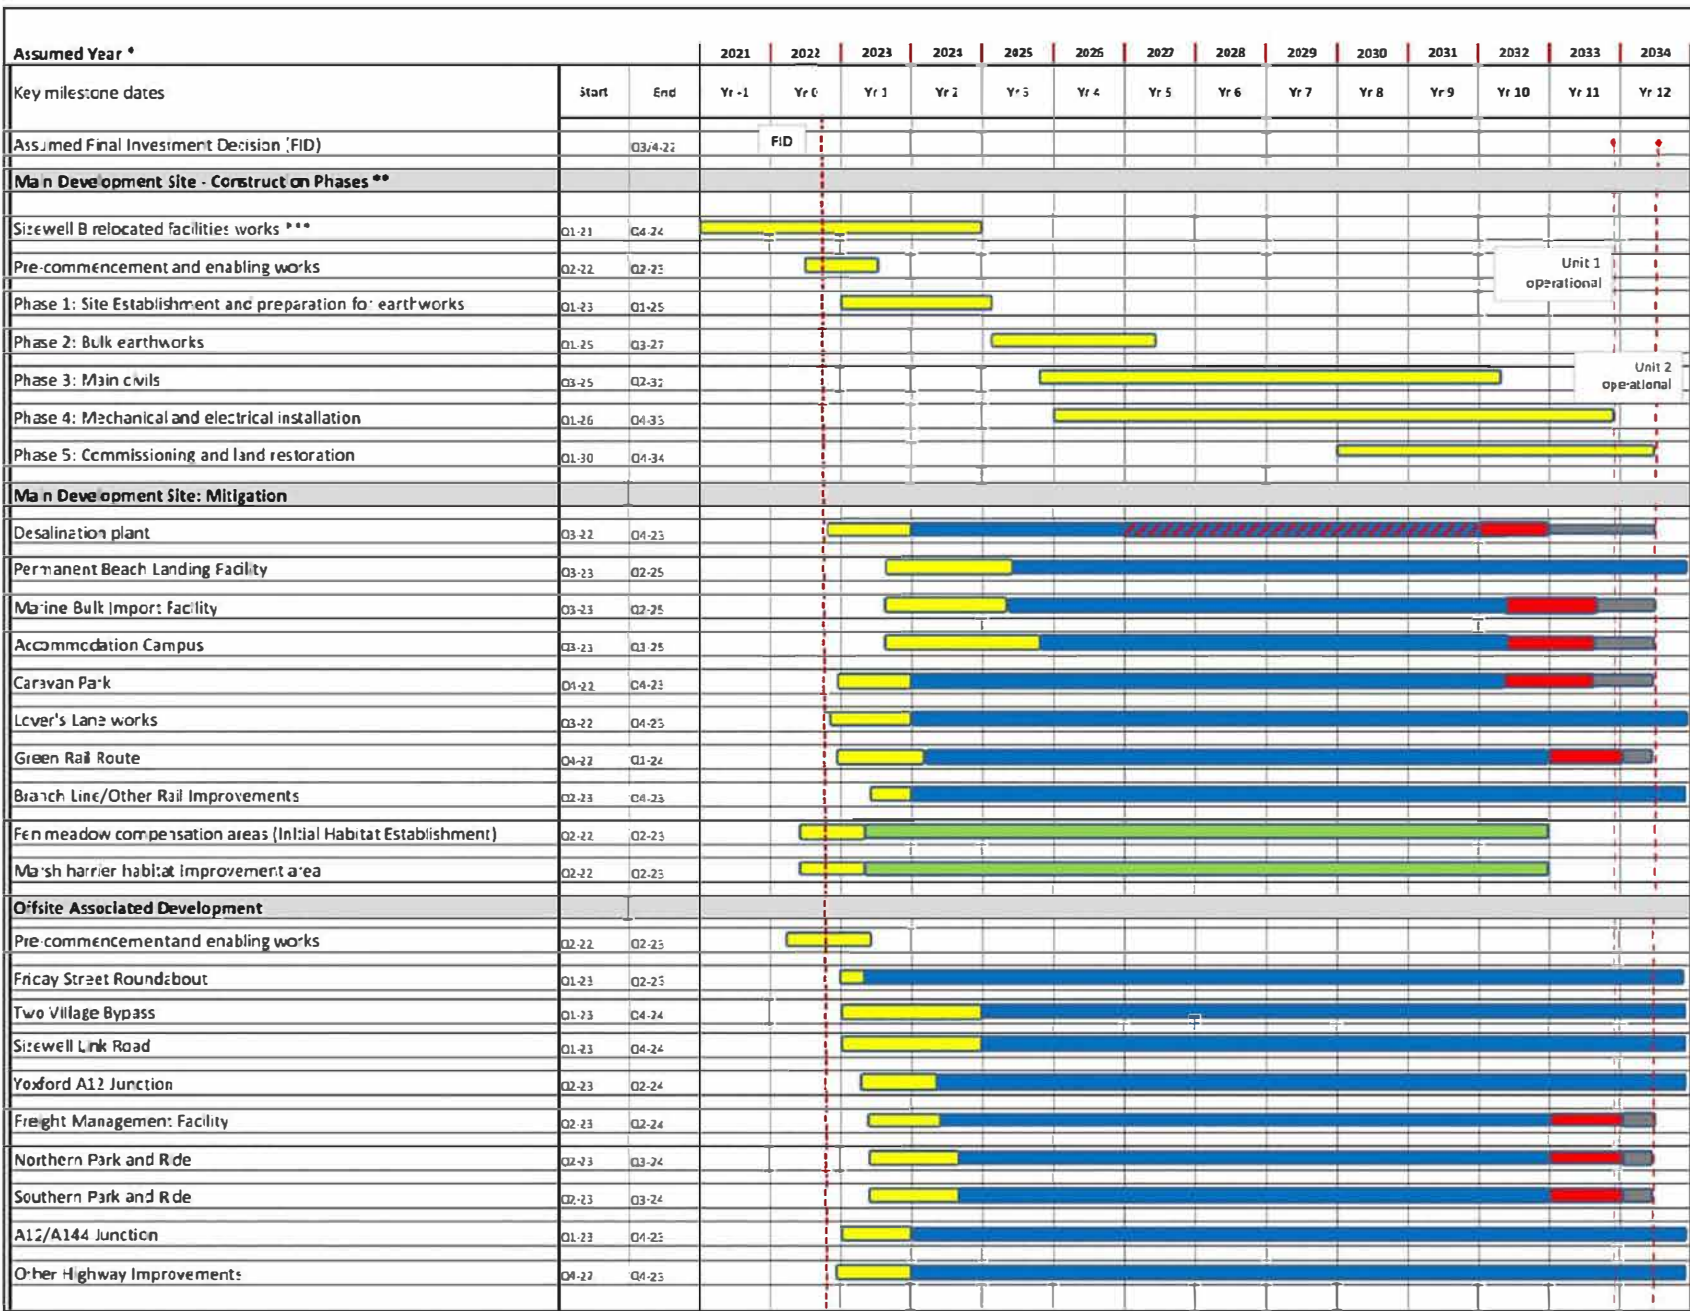 Assumed Year * 2021 2022 2023 2024 2025 2026 2027 2028 2029 2030 2031 2032 2033 2034
Key milestone dates Start End Yr -1 Yr 0 Yr 1 Yr 2 Yr 3 Yr 4 Yr 5 Yr 6 Yr 7 Yr 8 Yr 9 Yr 10 Yr 11 Yr 12
Assumed Final Investment Decision (FID) Q3/4-22 FID
Main Development Site - Construction Phases **
Sizewell B relocated facilities works *** Q1-21 Q4-24
Pre-commencement and enabling works Q2-22 Q2-23
Unit 1
operational
Phase 1: Site Establishment and preparation for earthworks Q1-23 Q1-25
Phase 2: Bulk earthworks Q1-25 Q3-27
Phase 3: Main civils Q3-25 Q2-32
Unit 2
operational
Phase 4: Mechanical and electrical installation Q1-26 Q4-33
Phase 5: Commissioning and land restoration Q1-30 Q4-34
Main Development Site: Mitigation
Desalination plant Q3-22 Q4-23
Permanent Beach Landing Facility Q3-23 Q2-25
Marine Bulk Import Facility Q3-23 Q2-25
Accommodation Campus Q3-23 Q3-25
Caravan Park Q4-22 Q4-23
Lover's Lane works Q3-22 Q4-23
Green Rail Route Q4-22 Q1-24
Branch Line/Other Rail Improvements Q2-23 Q4-23
Fen meadow compensation areas (Initial Habitat Establishment) Q2-22 Q2-23
Marsh harrier habitat improvement area Q2-22 Q2-23
Offsite Associated Development
Pre-commencement and enabling works Q2-22 Q2-23
Friday Street Roundabout Q1-23 Q2-23
Two Village Bypass Q1-23 Q4-24
Sizewell Link Road Q1-23 Q4-24
Yoxford A12 Junction Q2-23 Q2-24
Freight Management Facility Q2-23 Q2-24
Northern Park and Ride Q2-23 Q3-24
Southern Park and Ride Q2-23 Q3-24
A12/A144 Junction Q1-23 Q4-23
Other Highway Improvements Q4-22 Q4-23